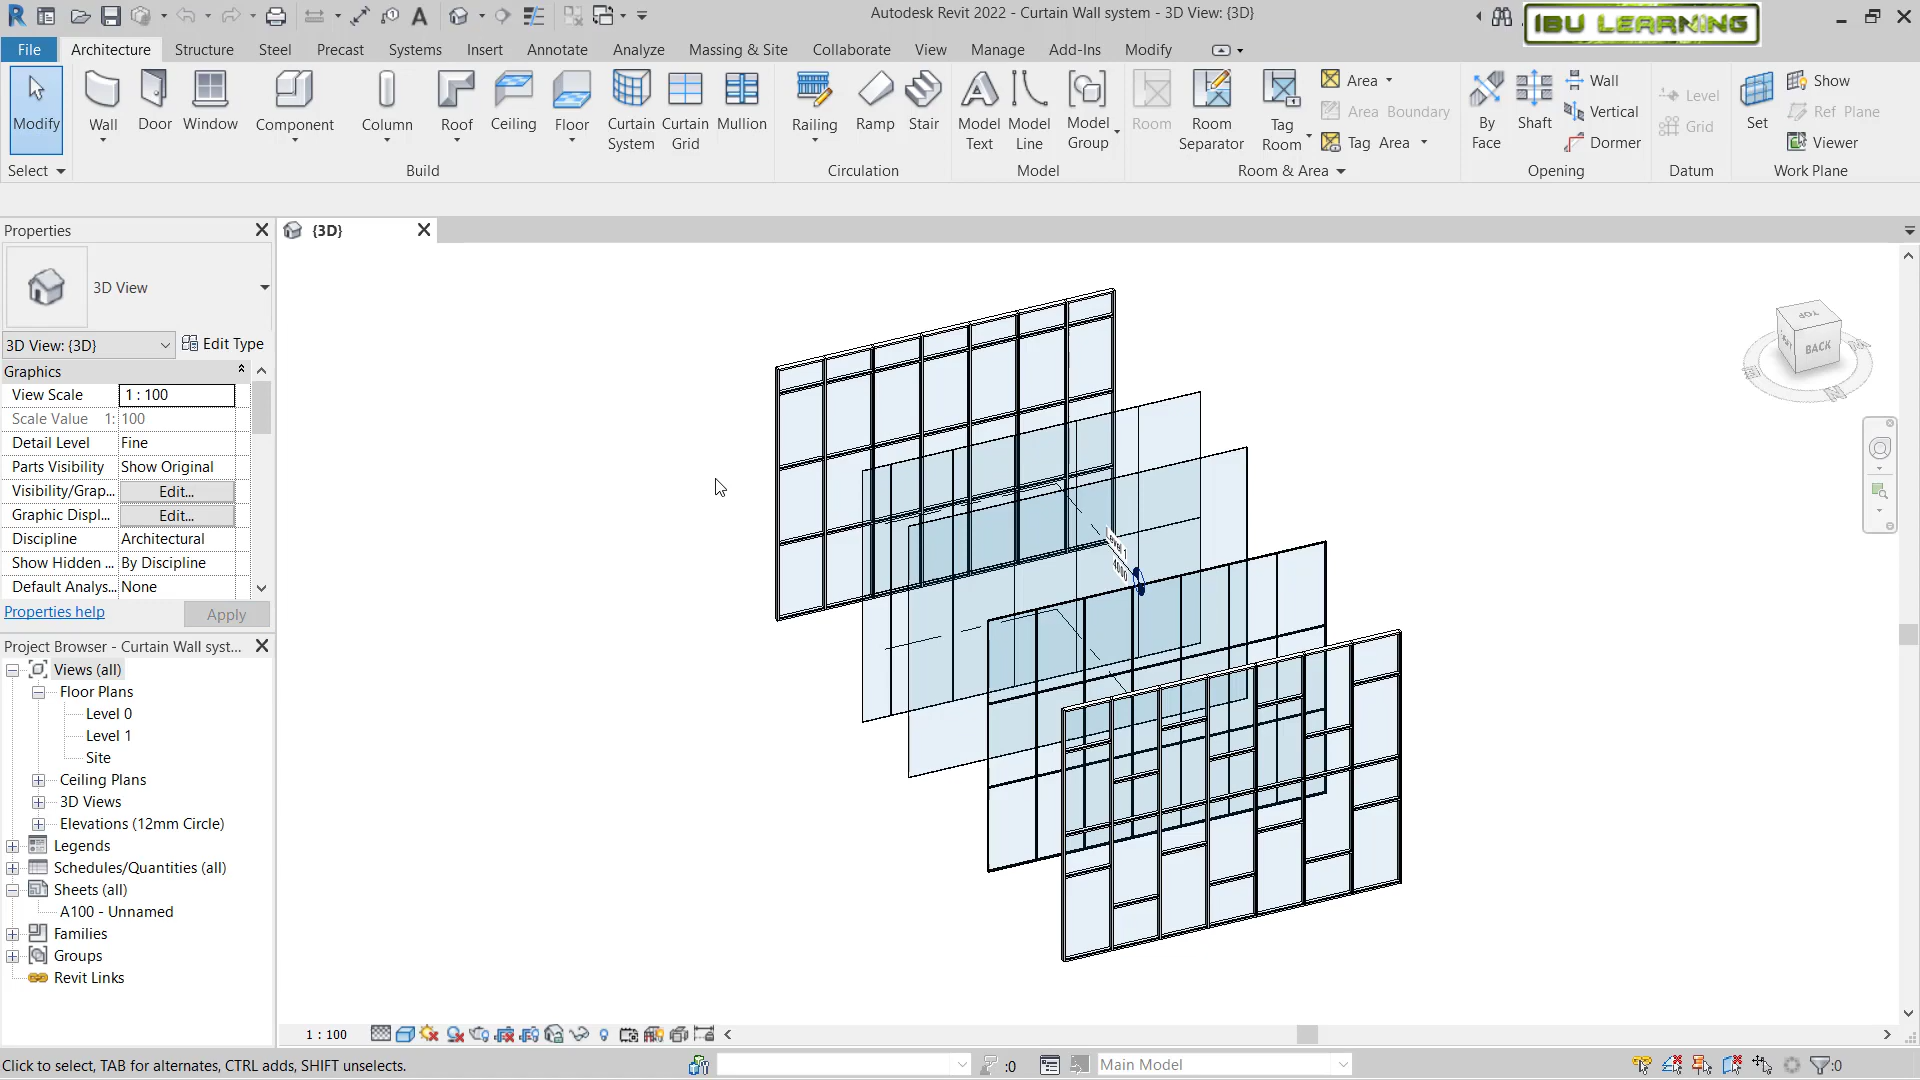 Autodesk Revit 2022 - Curtain Wall system - 3D View: {3D}
IBU LEARNING
File Architecture Structure Steel Precast Systems Insert Annotate Analyze Massing & Site Collaborate View Manage Add-Ins Modify
Modify
Wall
Door
Window
Component
Column
Roof
Ceiling
Floor
Curtain System
Curtain Grid
Mullion
Railing
Ramp
Stair
Model Text
Model Line
Model Group
Room
Room Separator
Tag Room
Area
Area Boundary
Tag Area
By Face
Shaft
Wall
Vertical
Dormer
Level
Grid
Set
Show
Ref Plane
Viewer
Select
Build
Circulation
Model
Room & Area
Opening
Datum
Work Plane
Properties
{3D}
3D View
3D View: {3D}
Edit Type
Graphics
View Scale 1 : 100
Scale Value 1: 100
Detail Level Fine
Parts Visibility Show Original
Visibility/Grap... Edit...
Graphic Displ... Edit...
Discipline Architectural
Show Hidden ... By Discipline
Default Analys... None
Properties help
Apply
Project Browser - Curtain Wall syst...
Views (all)
Floor Plans
Level 0
Level 1
Site
Ceiling Plans
3D Views
Elevations (12mm Circle)
Legends
Schedules/Quantities (all)
Sheets (all)
A100 - Unnamed
Families
Groups
Revit Links
TOP
BACK
Level 1
4000
1 : 100
Click to select, TAB for alternates, CTRL adds, SHIFT unselects.
:0
Main Model
:0